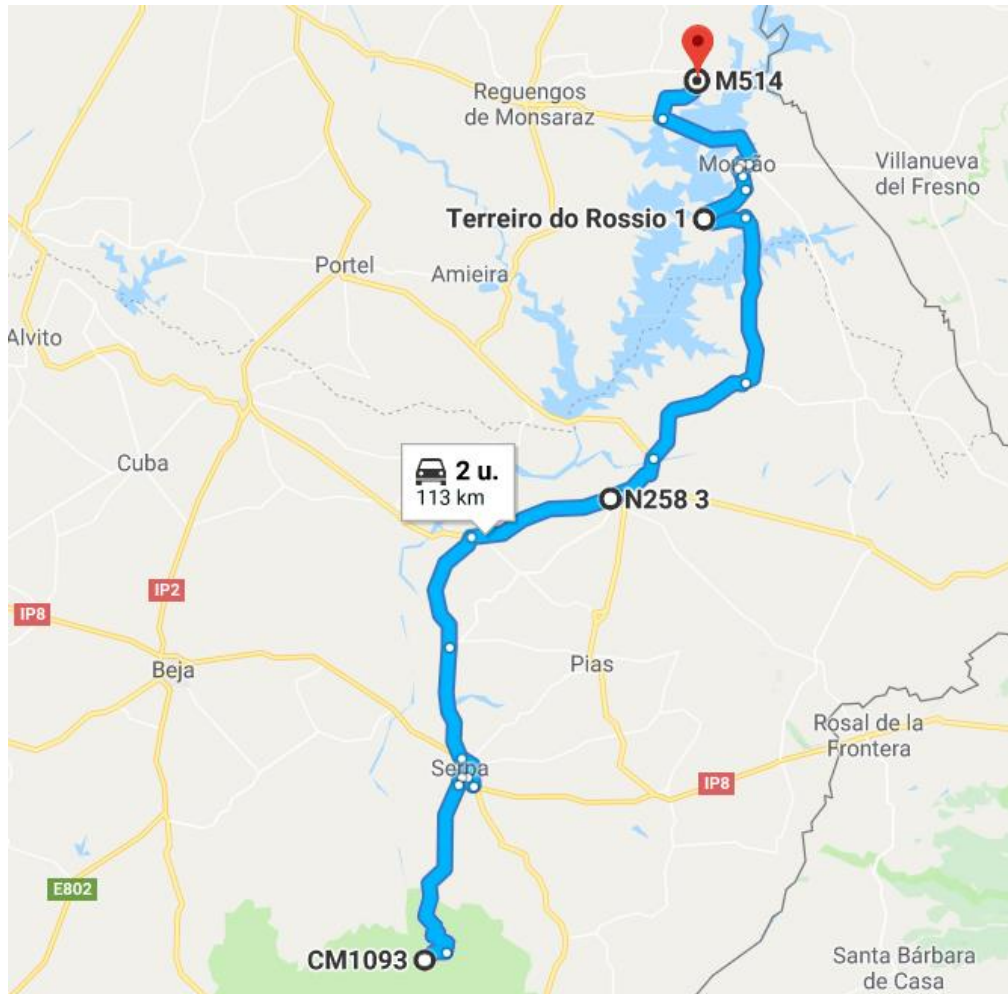 M514
Reguengos
de Monsaraz
Mourão
Villanueva
del Fresno
Terreiro do Rossio 1
Portel
Amieira
Alvito
Cuba
2 u.
113 km
N258 3
IP2
IP8
Beja
Pias
Rosal de la
Frontera
Serpa
IP8
E802
CM1093
Santa Bárbara
de Casa